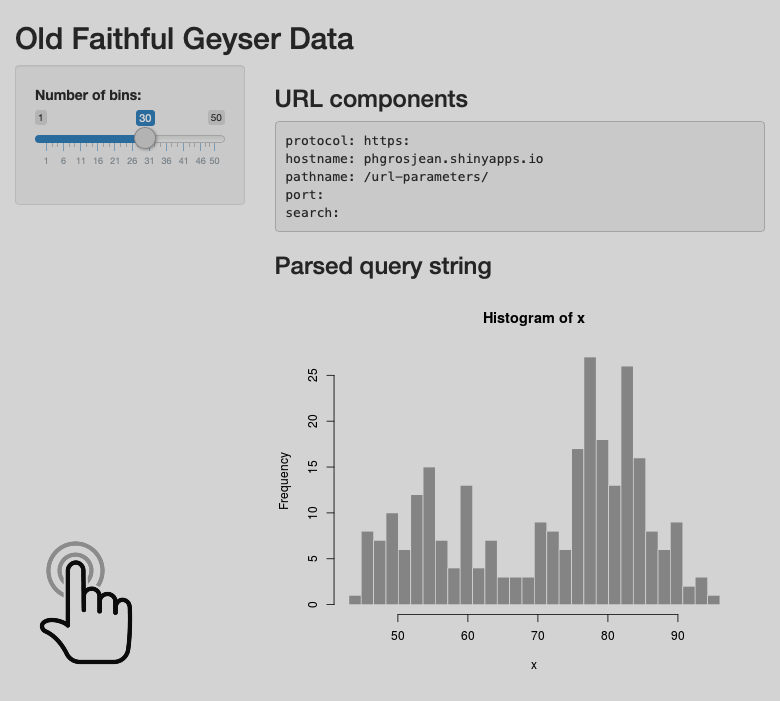 Old Faithful Geyser Data
Number of bins:
1 30 50
1 6 11 16 21 26 31 36 41 46 50
URL components
protocol: https:
hostname: phgrosjean.shinyapps.io
pathname: /url-parameters/
port:
search:
Parsed query string
Histogram of x
Frequency
25
20
15
10
5
0
50 60 70 80 90
x